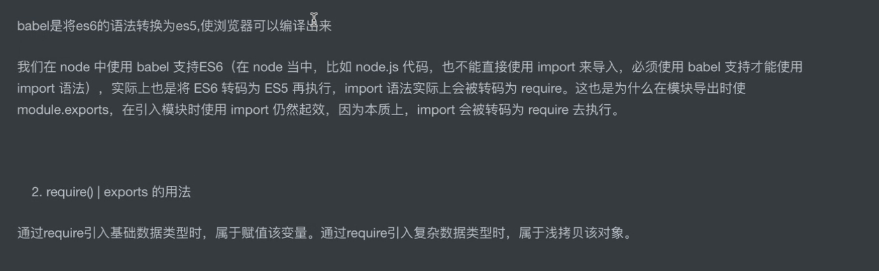 babel是将es6的语法转换为es5,使浏览器可以编译出来
我们在 node 中使用 babel 支持ES6（在 node 当中，比如 node.js 代码，也不能直接使用 import 来导入，必须使用 babel 支持才能使用
import 语法），实际上也是将 ES6 转码为 ES5 再执行，import 语法实际上会被转码为 require。这也是为什么在模块导出时使
module.exports，在引入模块时使用 import 仍然起效，因为本质上，import 会被转码为 require 去执行。
2. require() | exports 的用法
通过require引入基础数据类型时，属于赋值该变量。通过require引入复杂数据类型时，属于浅拷贝该对象。